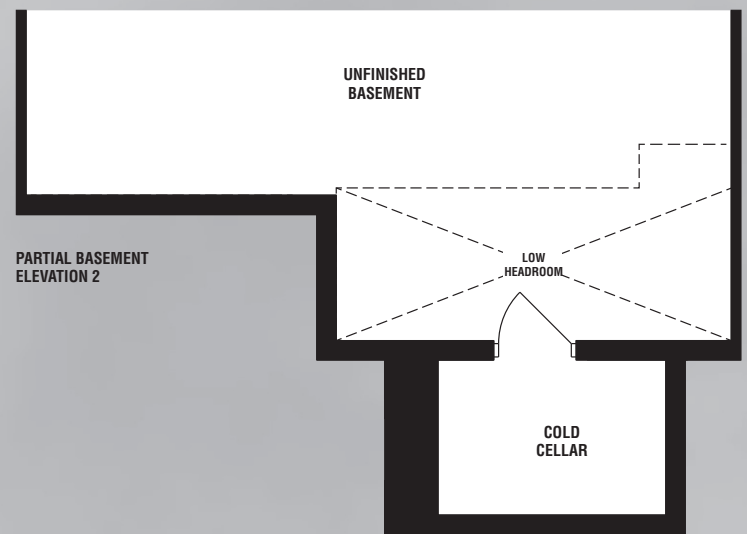 UNFINISHED
BASEMENT
PARTIAL BASEMENT
ELEVATION 2
LOW
HEADROOM
COLD
CELLAR